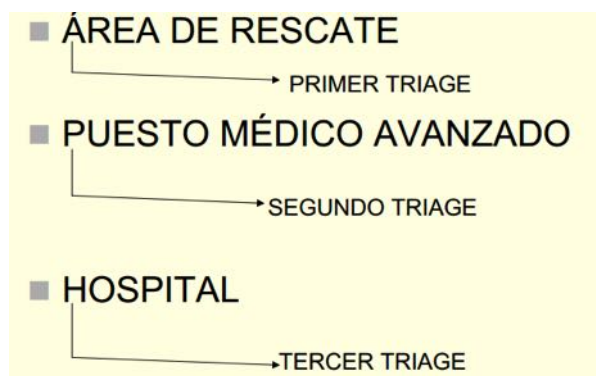 ÁREA DE RESCATE
PRIMER TRIAGE
PUESTO MÉDICO AVANZADO
SEGUNDO TRIAGE
HOSPITAL
TERCER TRIAGE